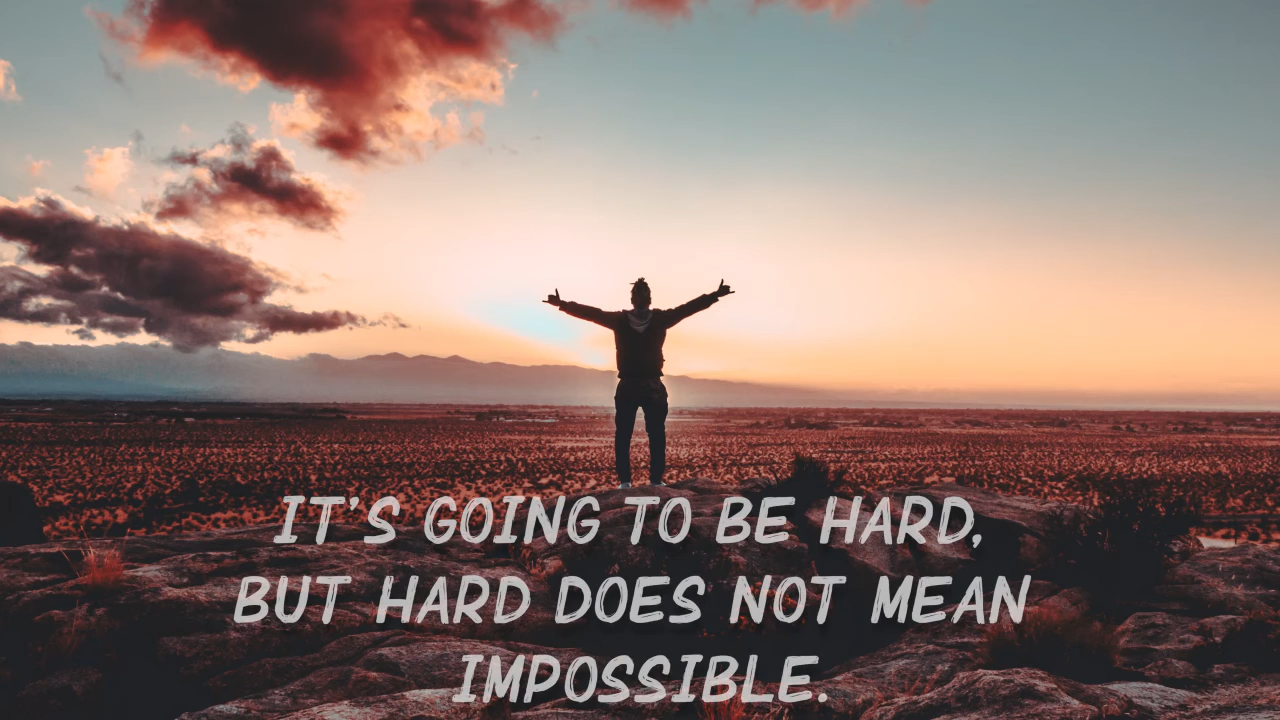 IT'S GOING TO BE HARD,
BUT HARD DOES NOT MEAN
IMPOSSIBLE.